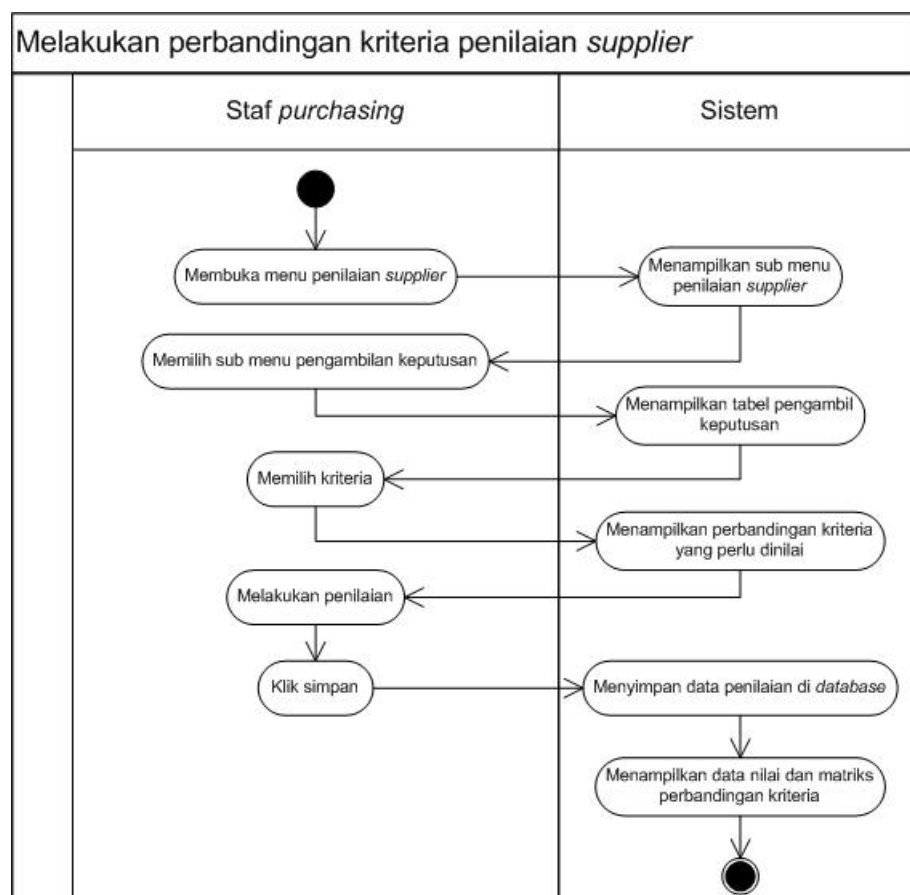 Melakukan perbandingan kriteria penilaian supplier
Staf purchasing
Sistem
Membuka menu penilaian supplier
Menampilkan sub menu
penilaian supplier
Memilih sub menu pengambilan keputusan
Menampilkan tabel pengambil
keputusan
Memilih kriteria
Menampilkan perbandingan kriteria
yang perlu dinilai
Melakukan penilaian
Klik simpan
Menyimpan data penilaian di database
Menampilkan data nilai dan matriks
perbandingan kriteria